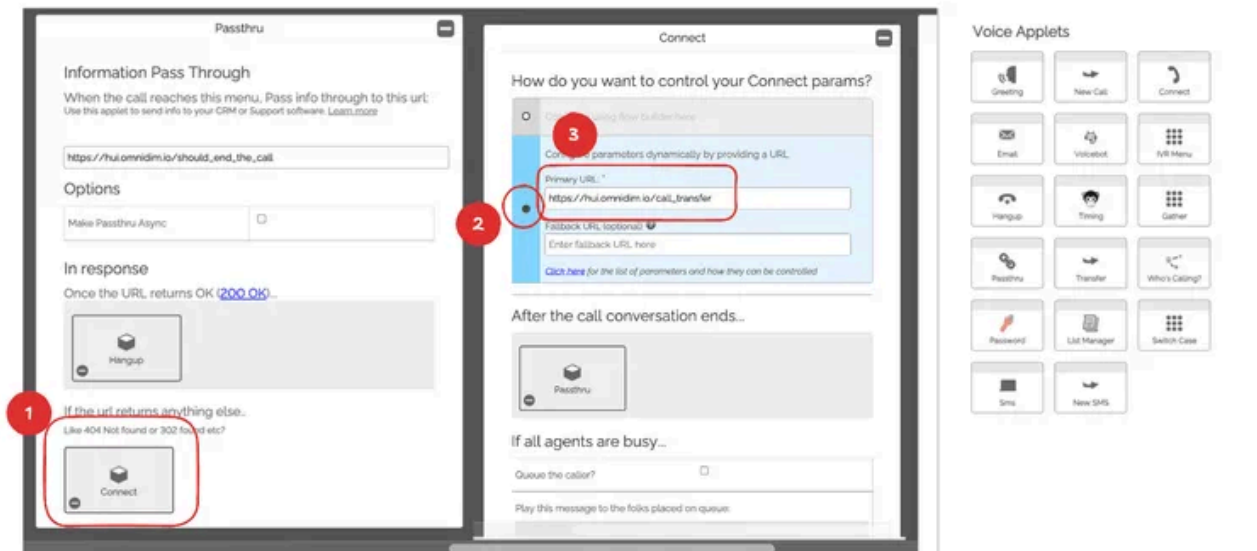 Passthru
Information Pass Through
When the call reaches this menu, Pass info through to this url:
Use this applet to send info to your CRM or Support software. Learn more
https://hui.omnidim.io/should_end_the_call
Options
Make Passthru Async
In response
Once the URL returns OK (200 OK)...
Hangup
1
If the url returns anything else..
Like 404 Not found or 302 found etc?
Connect
Connect
How do you want to control your Connect params?
using flow builder here
3
parameters dynamically by providing a URL
Primary URL: *
https://hui.omnidim.io/call_transfer
2
Fallback URL (optional)
Enter fallback URL here
Click here for the list of parameters and how they can be controlled
After the call conversation ends...
Passthru
If all agents are busy...
Queue the caller?
Play this message to the folks placed on queue:
Voice Applets
Greeting
New Call
Connect
Email
Voicebot
IVR Menu
Hangup
Timing
Gather
Passthru
Transfer
Who's Calling?
Password
List Manager
Switch Case
Sms
New SMS